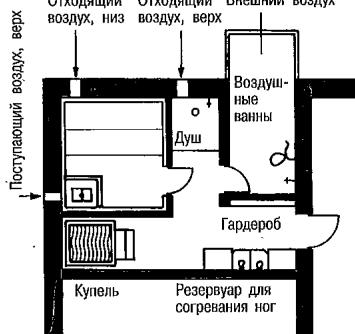 Отходящий
воздух, низ
Отходящий
воздух, верх
Внешний воздух
Поступающий воздух, верх
Воздуш-
ные
ванны
Душ
Гардероб
Купель
Резервуар для
согревания ног